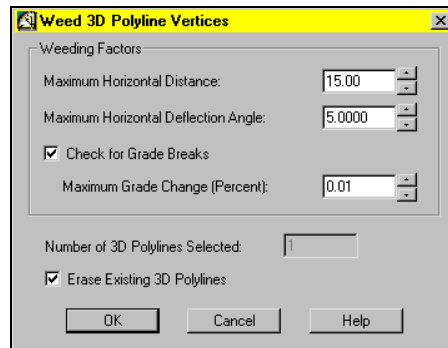 Weed 3D Polyline Vertices
Weeding Factors
Maximum Horizontal Distance: 15.00
Maximum Horizontal Deflection Angle: 5.0000
Check for Grade Breaks
Maximum Grade Change (Percent): 0.01
Number of 3D Polylines Selected: 1
Erase Existing 3D Polylines
OK Cancel Help